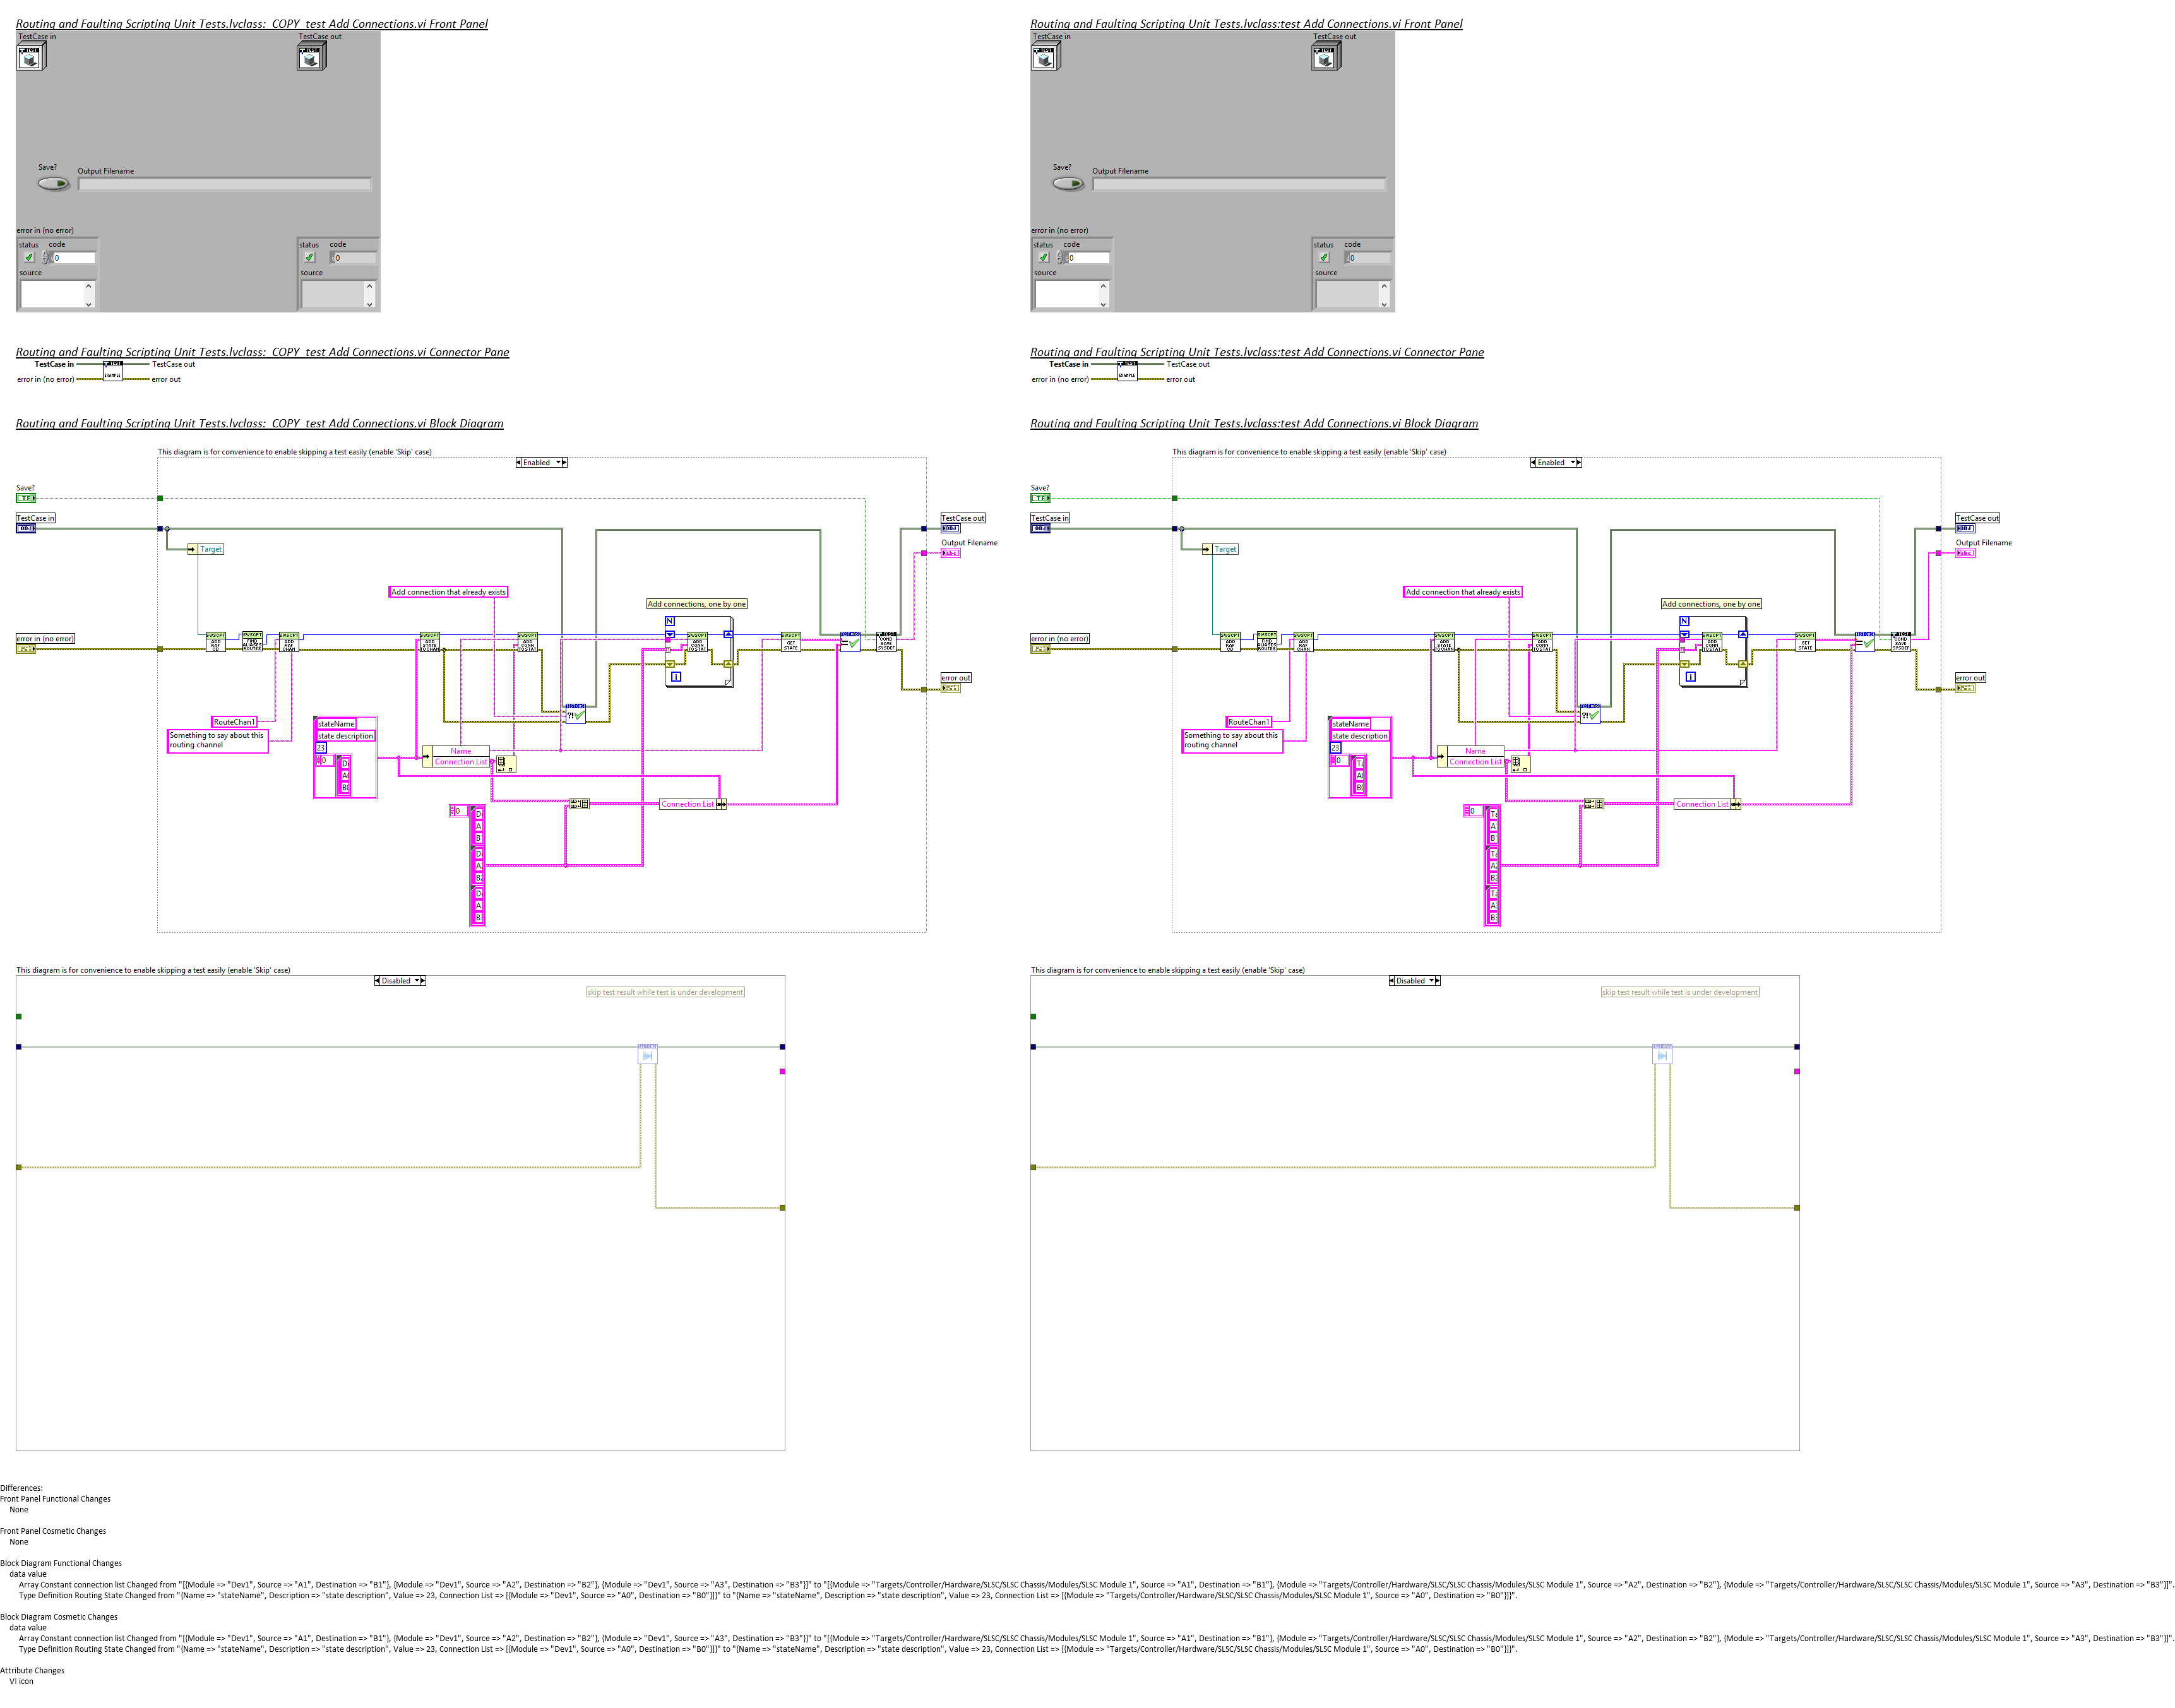 Routing and Faulting Scripting Unit Tests.lvclass:_COPY_test Add Connections.vi Front Panel
TestCase in
TestCase out
TEST
TEST
Save?
Output Filename
error in (no error)
status code
0
source
status code
0
source
Routing and Faulting Scripting Unit Tests.lvclass:_COPY_test Add Connections.vi Connector Pane
TestCase in
TEST
EXAMPLE
TestCase out
error in (no error)
error out
Routing and Faulting Scripting Unit Tests.lvclass:_COPY_test Add Connections.vi Block Diagram
This diagram is for convenience to enable skipping a test easily (enable 'Skip' case)
Enabled
Save?
TF
TestCase in
OBJ
TestCase out
OBJ
Output Filename
abc
Target
Add connection that already exists
Add connections, one by one
N
error in (no error)
i
error out
RouteChan1
Something to say about this
routing channel
stateName
state description
23
0
Name
Connection List
Connection List
0
This diagram is for convenience to enable skipping a test easily (enable 'Skip' case)
Disabled
skip test result while test is under development
Routing and Faulting Scripting Unit Tests.lvclass:test Add Connections.vi Front Panel
TestCase in
TestCase out
TEST
TEST
Save?
Output Filename
error in (no error)
status code
0
source
status code
0
source
Routing and Faulting Scripting Unit Tests.lvclass:test Add Connections.vi Connector Pane
TestCase in
TEST
EXAMPLE
TestCase out
error in (no error)
error out
Routing and Faulting Scripting Unit Tests.lvclass:test Add Connections.vi Block Diagram
This diagram is for convenience to enable skipping a test easily (enable 'Skip' case)
Enabled
Save?
TF
TestCase in
OBJ
TestCase out
OBJ
Output Filename
abc
Target
Add connection that already exists
Add connections, one by one
N
error in (no error)
i
error out
RouteChan1
Something to say about this
routing channel
stateName
state description
23
0
Name
Connection List
Connection List
0
This diagram is for convenience to enable skipping a test easily (enable 'Skip' case)
Disabled
skip test result while test is under development
Differences:
Front Panel Functional Changes
None
Front Panel Cosmetic Changes
None
Block Diagram Functional Changes
data value
Array Constant connection list Changed from "[{Module => "Dev1", Source => "A1", Destination => "B1"}, {Module => "Dev1", Source => "A2", Destination => "B2"}, {Module => "Dev1", Source => "A3", Destination => "B3"}]" to "[{Module => "Targets/Controller/Hardware/SLSC/SLSC Chassis/Modules/SLSC Module 1", Source => "A1", Destination => "B1"}, {Module => "Targets/Controller/Hardware/SLSC/SLSC Chassis/Modules/SLSC Module 1", Source => "A2", Destination => "B2"}, {Module => "Targets/Controller/Hardware/SLSC/SLSC Chassis/Modules/SLSC Module 1", Source => "A3", Destination => "B3"}]".
Type Definition Routing State Changed from "{Name => "stateName", Description => "state description", Value => 23, Connection List => [{Module => "Dev1", Source => "A0", Destination => "B0"}]}" to "{Name => "stateName", Description => "state description", Value => 23, Connection List => [{Module => "Targets/Controller/Hardware/SLSC/SLSC Chassis/Modules/SLSC Module 1", Source => "A0", Destination => "B0"}]}".
Block Diagram Cosmetic Changes
data value
Array Constant connection list Changed from "[{Module => "Dev1", Source => "A1", Destination => "B1"}, {Module => "Dev1", Source => "A2", Destination => "B2"}, {Module => "Dev1", Source => "A3", Destination => "B3"}]" to "[{Module => "Targets/Controller/Hardware/SLSC/SLSC Chassis/Modules/SLSC Module 1", Source => "A1", Destination => "B1"}, {Module => "Targets/Controller/Hardware/SLSC/SLSC Chassis/Modules/SLSC Module 1", Source => "A2", Destination => "B2"}, {Module => "Targets/Controller/Hardware/SLSC/SLSC Chassis/Modules/SLSC Module 1", Source => "A3", Destination => "B3"}]".
Type Definition Routing State Changed from "{Name => "stateName", Description => "state description", Value => 23, Connection List => [{Module => "Dev1", Source => "A0", Destination => "B0"}]}" to "{Name => "stateName", Description => "state description", Value => 23, Connection List => [{Module => "Targets/Controller/Hardware/SLSC/SLSC Chassis/Modules/SLSC Module 1", Source => "A0", Destination => "B0"}]}".
Attribute Changes
VI icon